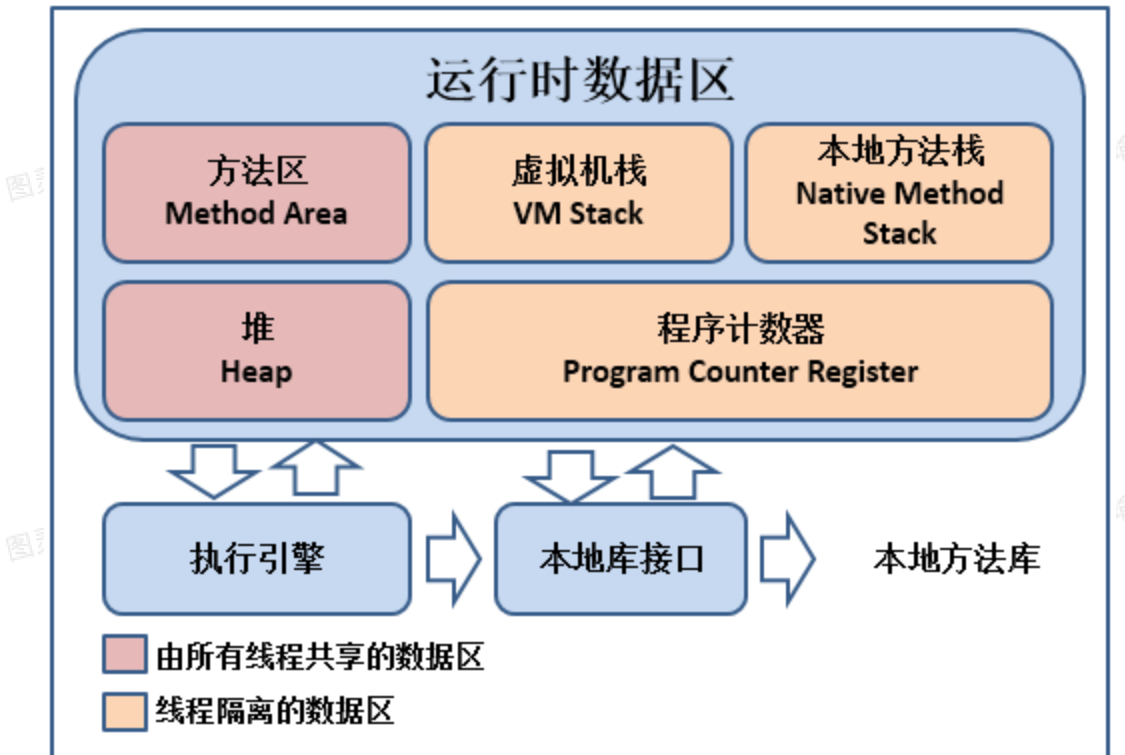 运行时数据区
方法区
Method Area
虚拟机栈
VM Stack
本地方法栈
Native Method
Stack
堆
Heap
程序计数器
Program Counter Register
执行引擎
本地库接口
本地方法库
由所有线程共享的数据区
线程隔离的数据区